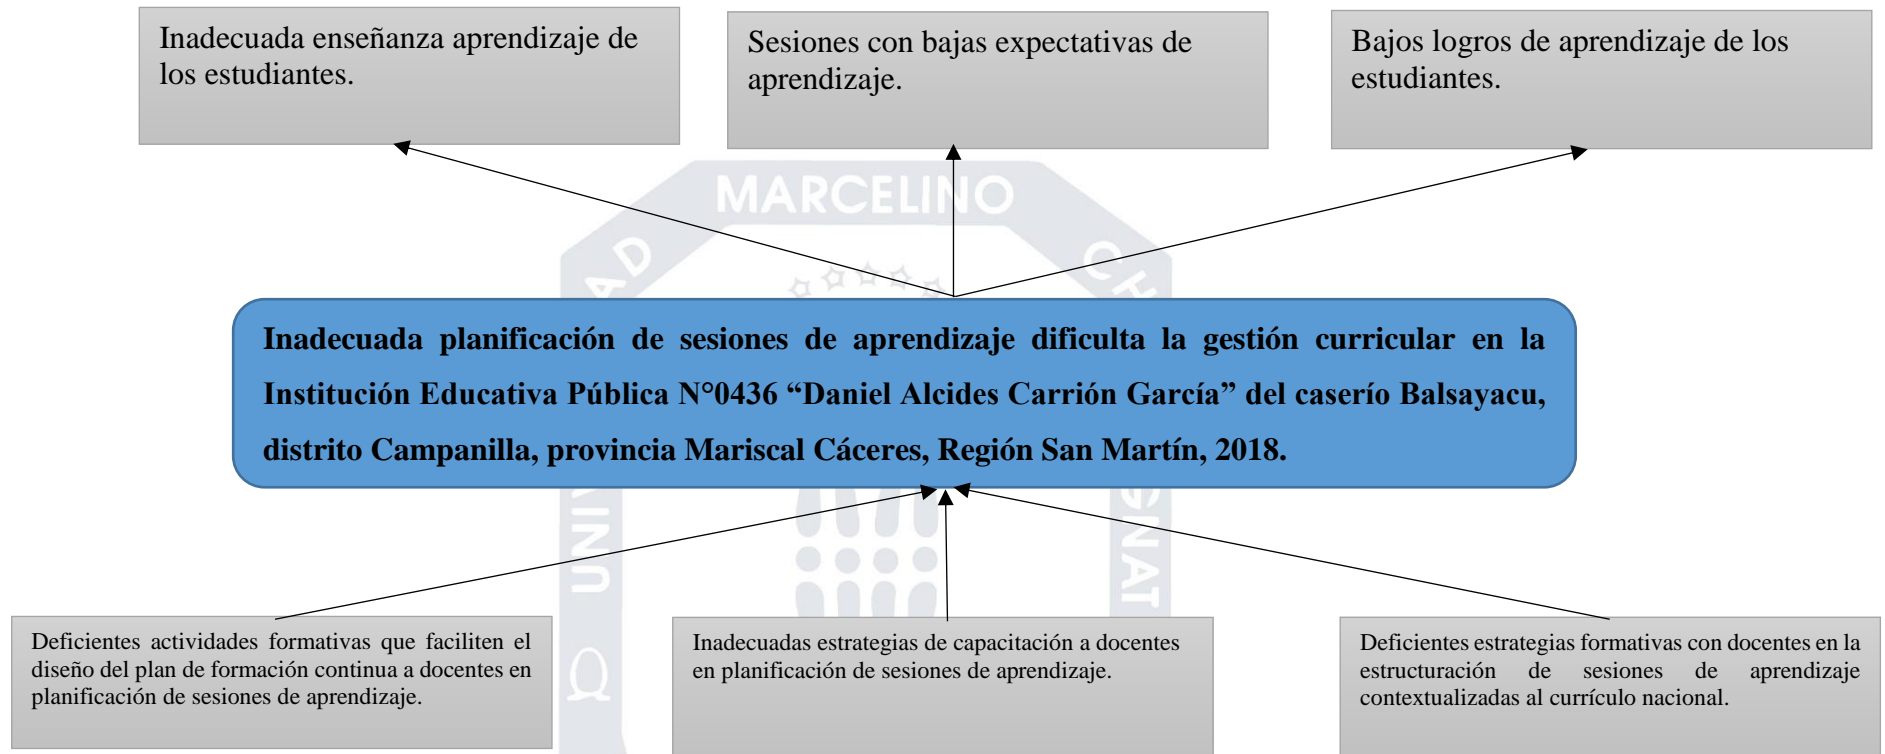 Inadecuada enseñanza aprendizaje de
los estudiantes.
Sesiones con bajas expectativas de
aprendizaje.
Bajos logros de aprendizaje de los
estudiantes.
MARCELINO
Inadecuada planificación de sesiones de aprendizaje dificulta la gestión curricular en la
Institución Educativa Pública N°0436 “Daniel Alcides Carrión García” del caserío Balsayacu,
distrito Campanilla, provincia Mariscal Cáceres, Región San Martín, 2018.
Deficientes actividades formativas que faciliten el
diseño del plan de formación continua a docentes en
planificación de sesiones de aprendizaje.
Inadecuadas estrategias de capacitación a docentes
en planificación de sesiones de aprendizaje.
Deficientes estrategias formativas con docentes en la
estructuración de sesiones de aprendizaje
contextualizadas al currículo nacional.